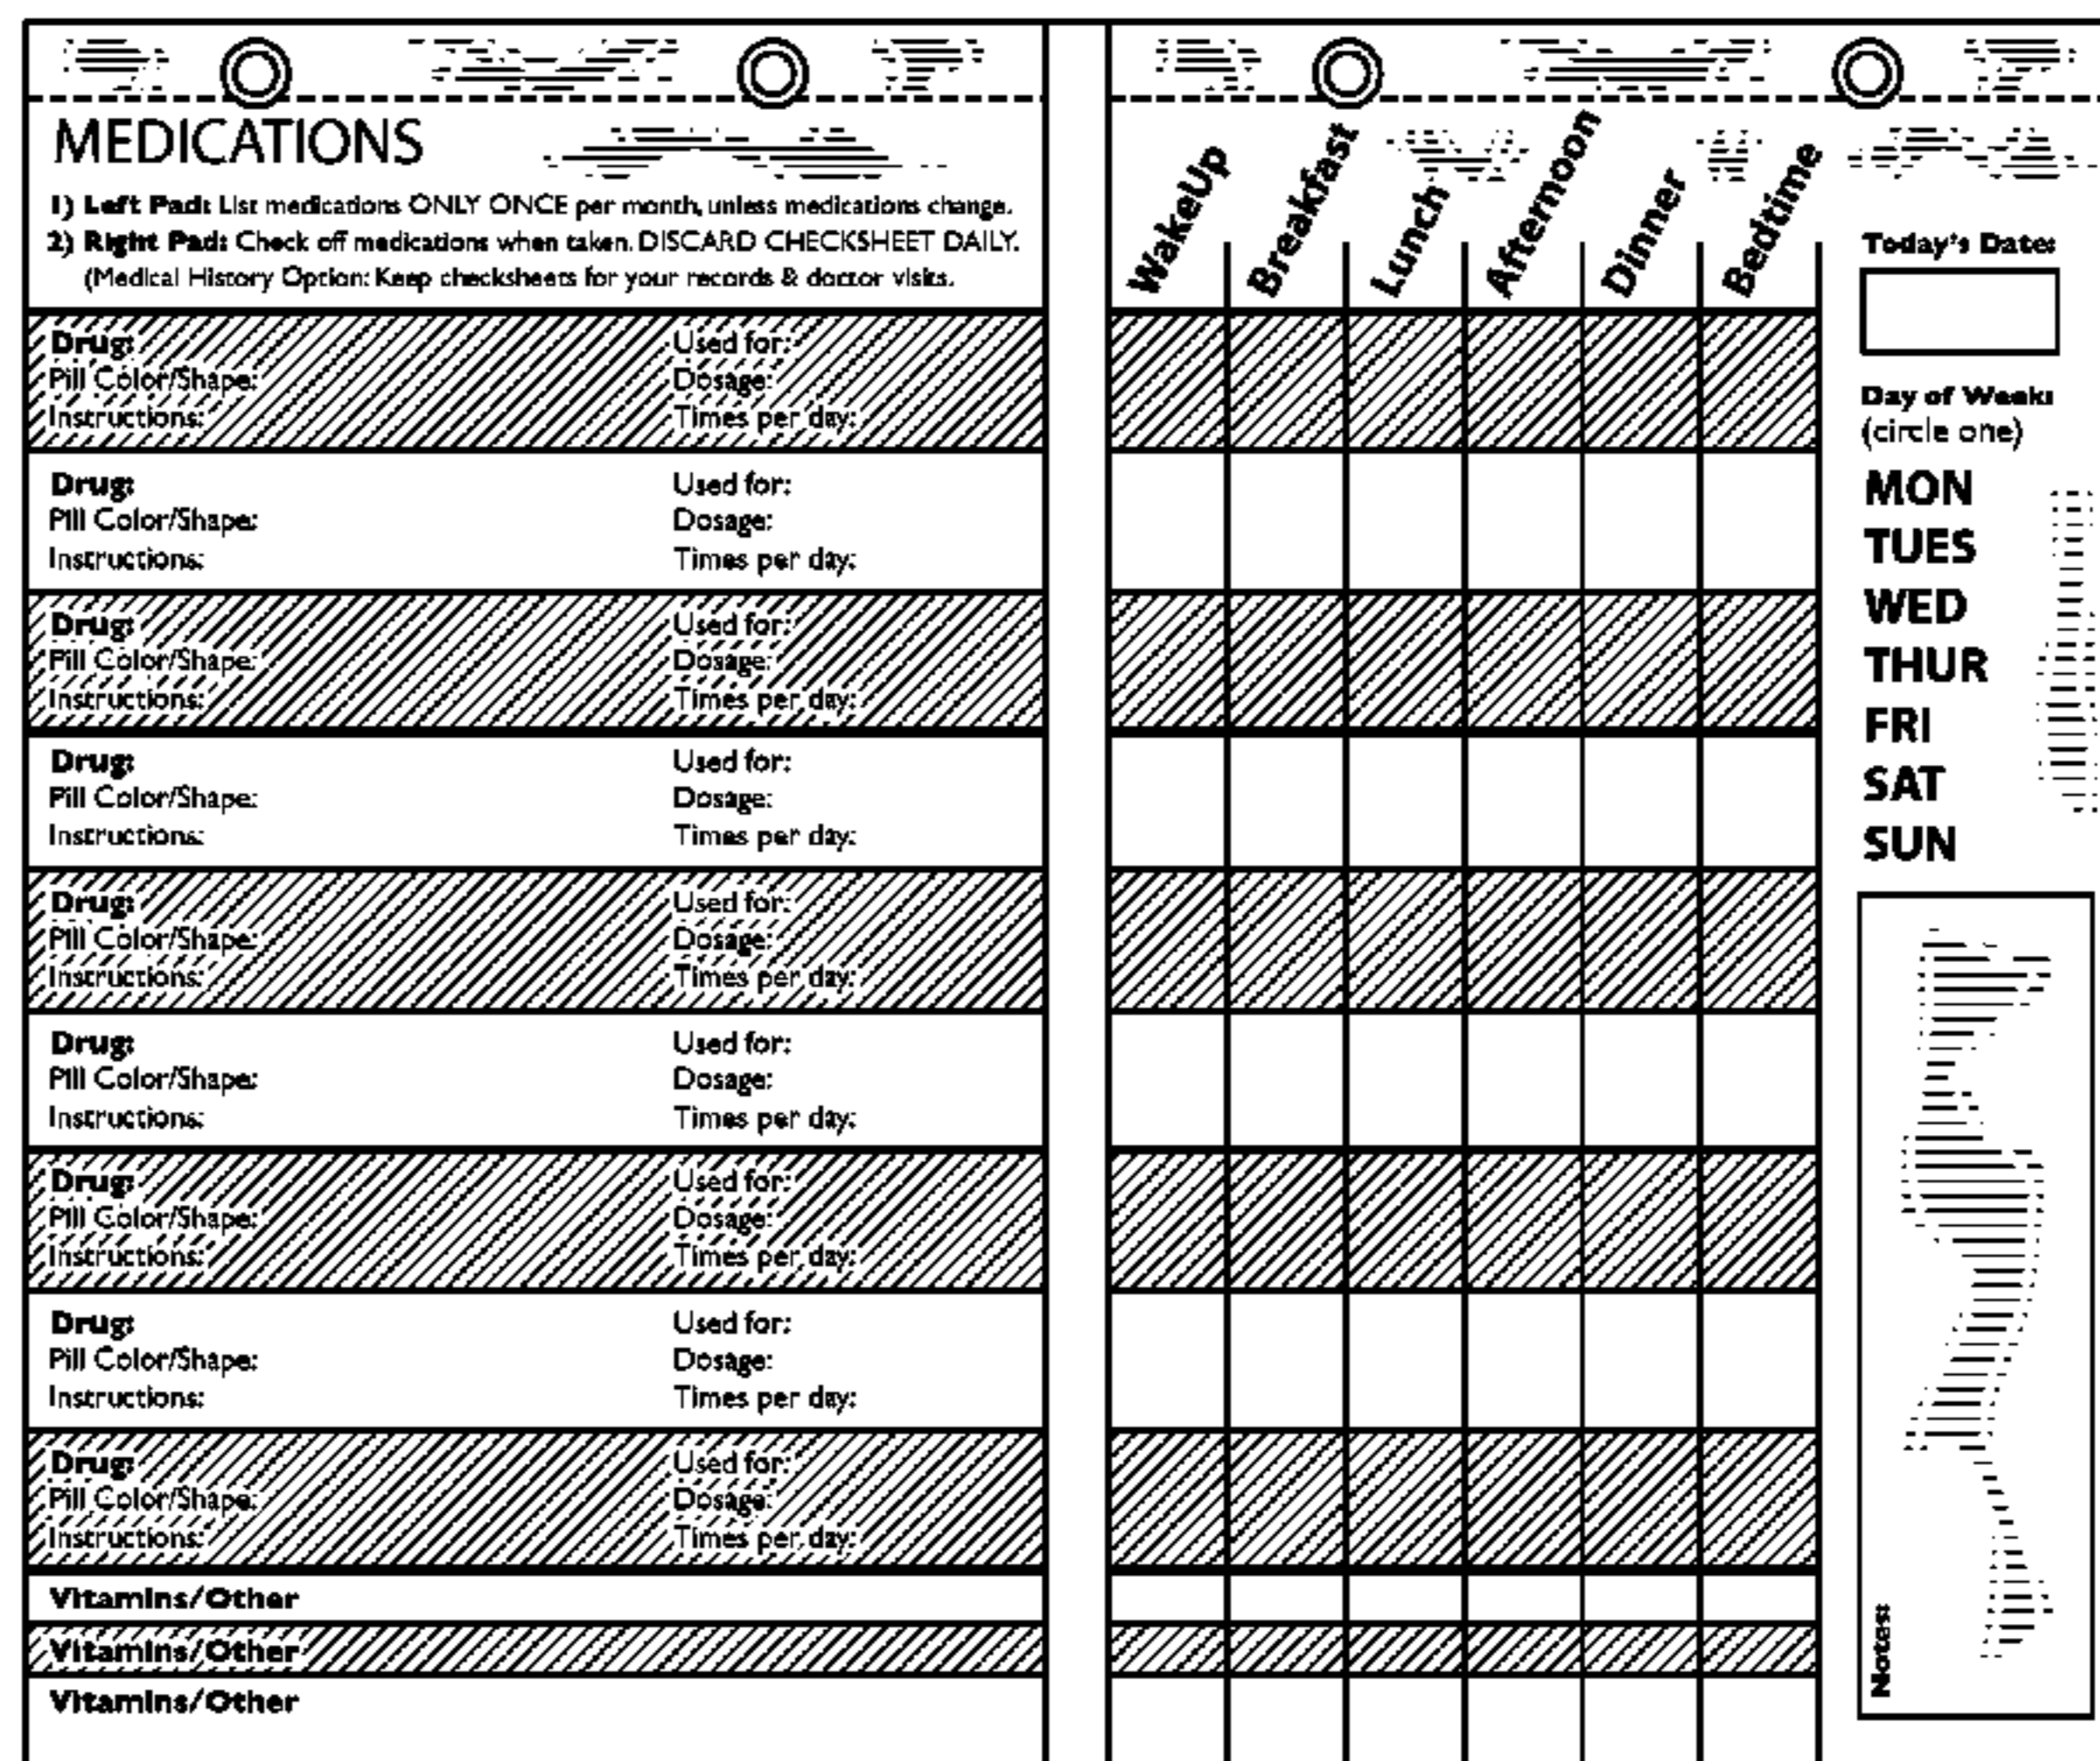 MEDICATIONS
1) Left Pad: List medications ONLY ONCE per month, unless medications change.
2) Right Pad: Check off medications when taken. DISCARD CHECKSHEET DAILY.
(Medical History Option: Keep checksheets for your records & doctor visits.
Drug: Used for:
Pill Color/Shape: Dosage:
Instructions: Times per day:
Drug: Used for:
Pill Color/Shape: Dosage:
Instructions: Times per day:
Drug: Used for:
Pill Color/Shape: Dosage:
Instructions: Times per day:
Drug: Used for:
Pill Color/Shape: Dosage:
Instructions: Times per day:
Drug: Used for:
Pill Color/Shape: Dosage:
Instructions: Times per day:
Drug: Used for:
Pill Color/Shape: Dosage:
Instructions: Times per day:
Drug: Used for:
Pill Color/Shape: Dosage:
Instructions: Times per day:
Drug: Used for:
Pill Color/Shape: Dosage:
Instructions: Times per day:
Drug: Used for:
Pill Color/Shape: Dosage:
Instructions: Times per day:
Vitamins/Other
Vitamins/Other
Vitamins/Other
WakeUp
Breakfast
Lunch
Afternoon
Dinner
Bedtime
Today's Date:
Day of Week:
(circle one)
MON
TUES
WED
THUR
FRI
SAT
SUN
Notes: